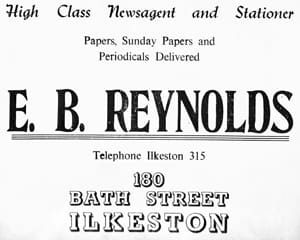 High Class Newsagent and Stationer
Papers, Sunday Papers and
Periodicals Delivered
E. B. REYNOLDS
Telephone Ilkeston 315
180
BATH STREET
ILKESTON